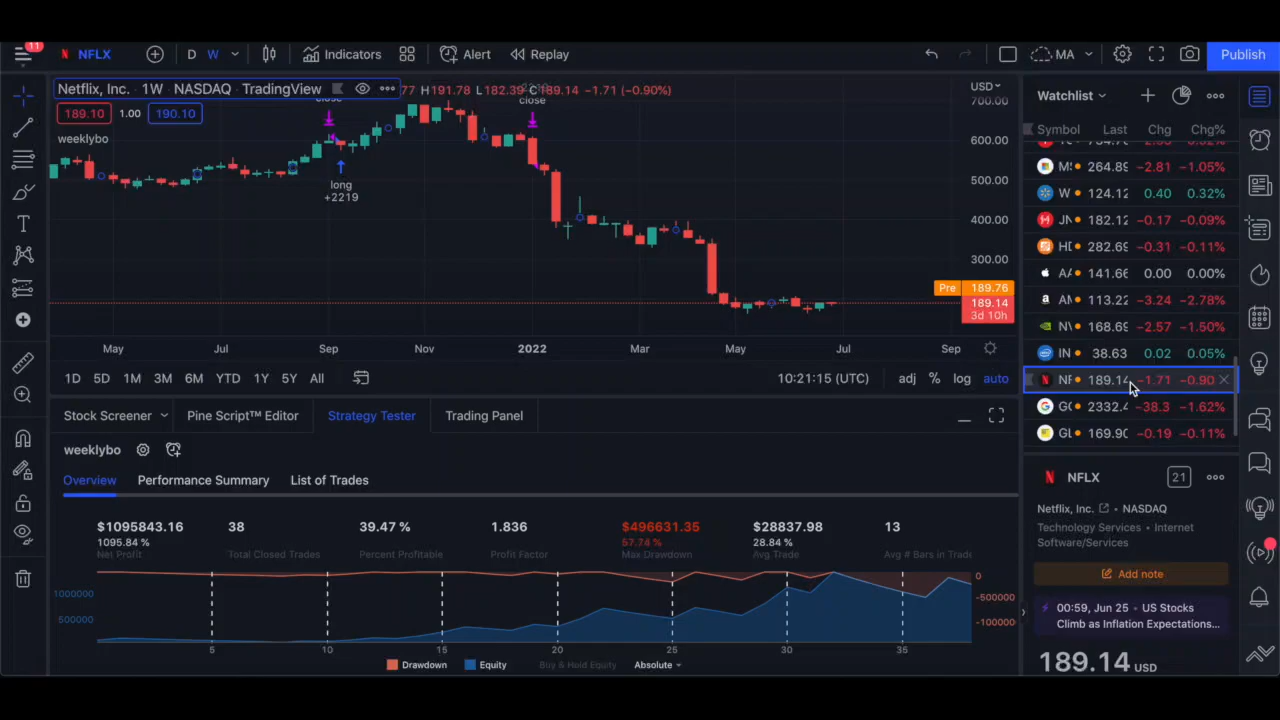 11
NFLX
D W
Indicators
Alert
Replay
MA
Publish
Netflix, Inc. · 1W · NASDAQ · TradingView
77 H191.78 L182.39 C189.14 −1.71 (−0.90%)
189.10 1.00 190.10
weeklybo
close
close
long
+2219
USD
700.00
600.00
500.00
400.00
300.00
Pre 189.76
189.14
3d 10h
May Jul Sep Nov 2022 Mar May Jul Sep
1D 5D 1M 3M 6M YTD 1Y 5Y All
10:21:15 (UTC)
adj % log auto
Watchlist
Symbol Last Chg Chg%
264.89 −2.81 −1.05%
W 124.12 0.40 0.32%
182.12 −0.17 −0.09%
282.69 −0.31 −0.11%
141.66 0.00 0.00%
113.22 −3.24 −2.78%
168.69 −2.57 −1.50%
IN 38.63 0.02 0.05%
NF 189.14 −1.71 −0.90
2332.4 −38.3 −1.62%
169.90 −0.19 −0.11%
Stock Screener
Pine Script™ Editor
Strategy Tester
Trading Panel
weeklybo
Overview
Performance Summary
List of Trades
$1095843.16
1095.84 %
Net Profit
38
Total Closed Trades
39.47 %
Percent Profitable
1.836
Profit Factor
$496631.35
57.74 %
Max Drawdown
$28837.98
28.84 %
Avg Trade
13
Avg # Bars in Trade
1000000
500000
0
−500000
−100000
5 10 15 20 25 30 35
Drawdown
Equity
Buy & Hold Equity
Absolute
NFLX
21
Netflix, Inc. · NASDAQ
Technology Services · Internet
Software/Services
Add note
00:59, Jun 25 · US Stocks
Climb as Inflation Expectations...
189.14 USD